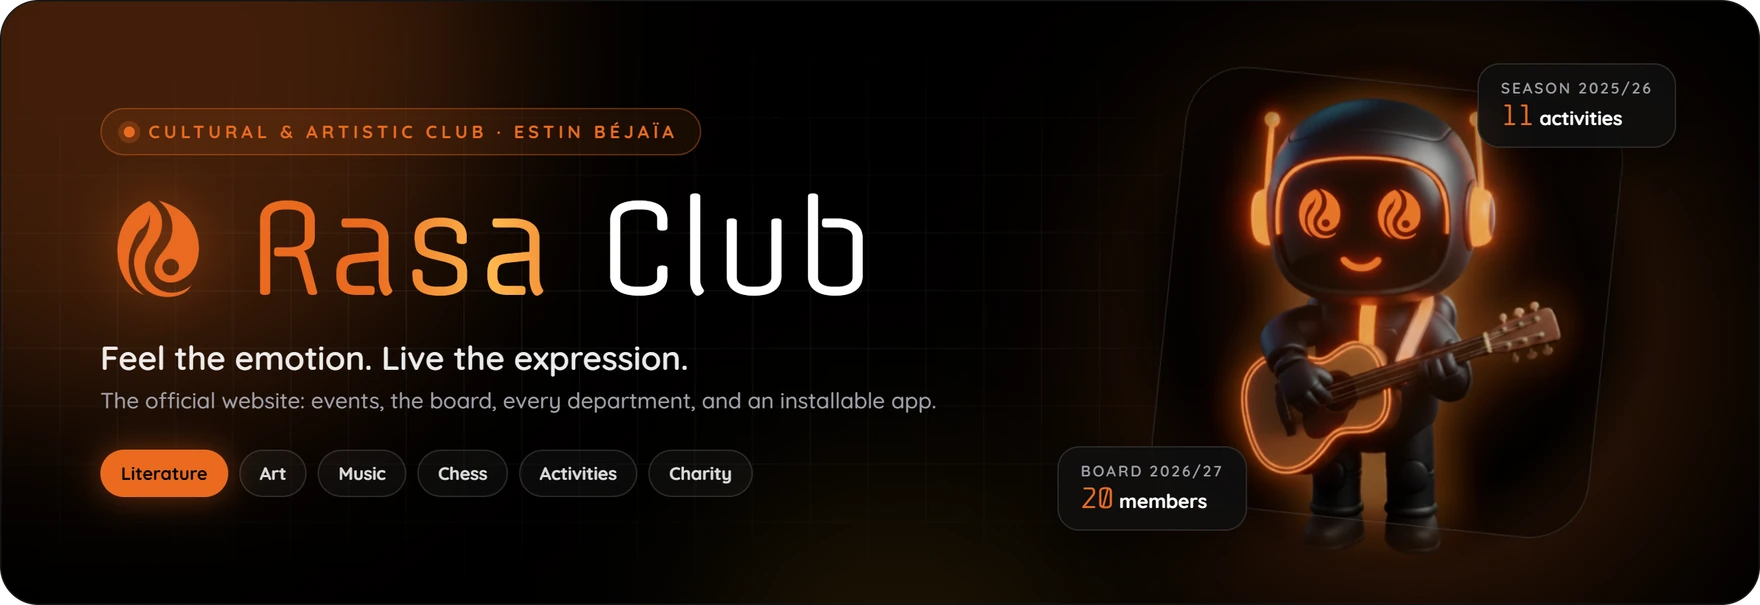 CULTURAL & ARTISTIC CLUB · ESTIN BÉJAÏA
Rasa Club
Feel the emotion. Live the expression.
The official website: events, the board, every department, and an installable app.
Literature
Art
Music
Chess
Activities
Charity
SEASON 2025/26
11 activities
BOARD 2026/27
20 members